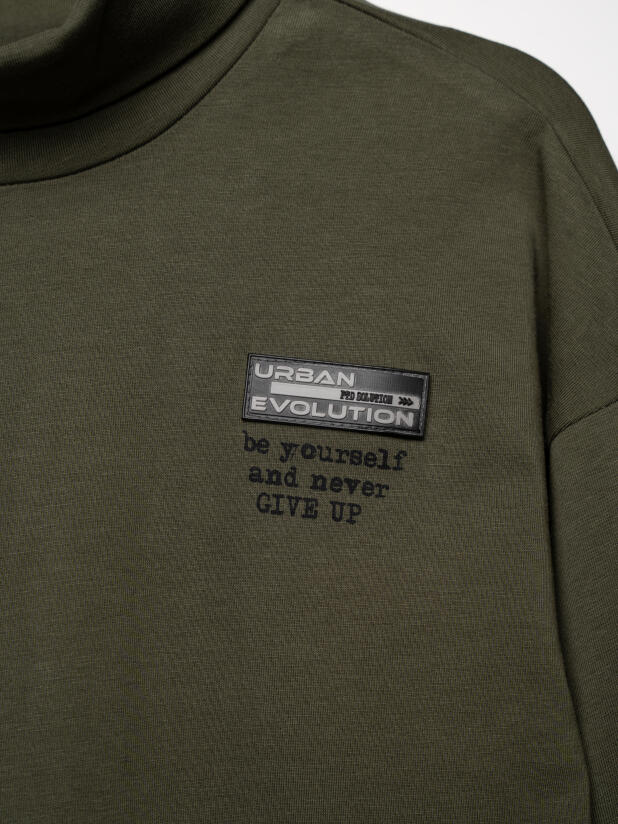 URBAN
PRO SOLUTION >>>
EVOLUTION
be yourself
and never
GIVE UP